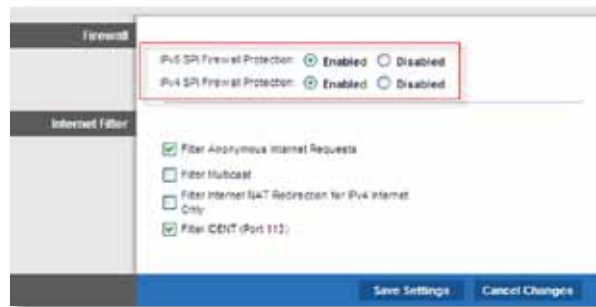 Firewall
IPv6 SPI Firewall Protection: Enabled Disabled
IPv4 SPI Firewall Protection: Enabled Disabled
Internet Filter
Filter Anonymous Internet Requests
Filter Multicast
Filter Internet NAT Redirection for IPv4 Internet
Only
Filter IDENT (Port 113)
Save Settings Cancel Changes